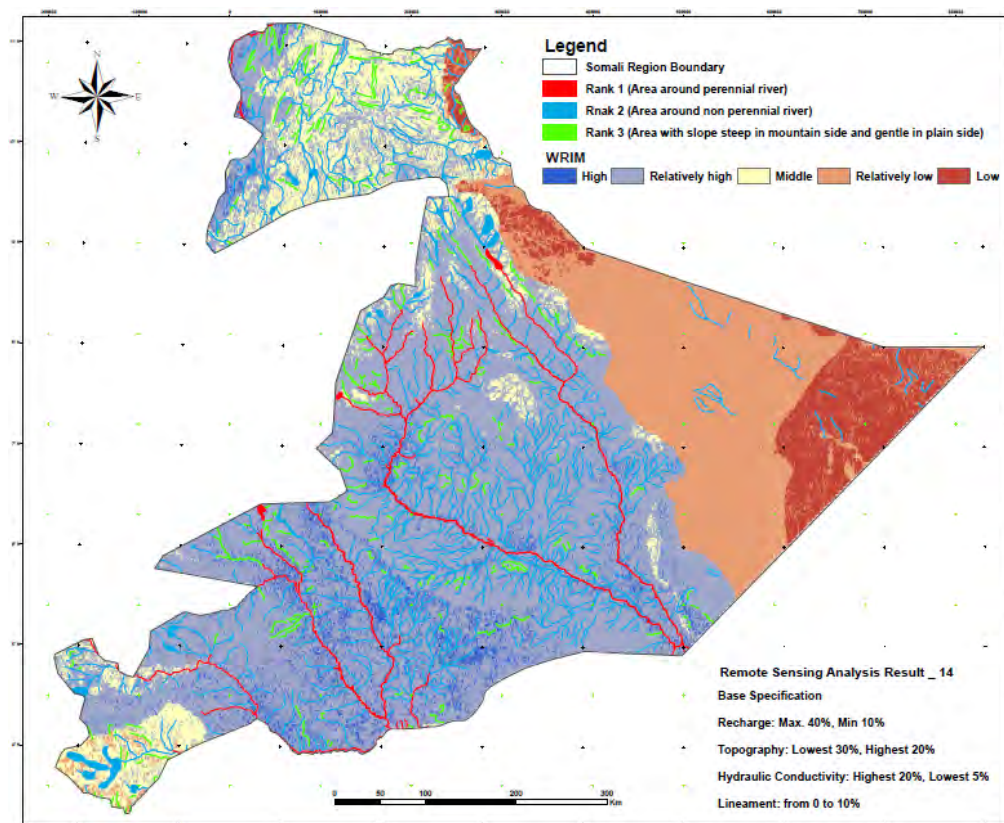 N
W
E
S
Legend
Somali Region Boundary
Rank 1 (Area around perennial river)
Rnak 2 (Area around non perennial river)
Rank 3 (Area with slope steep in mountain side and gentle in plain side)
WRIM
High Relatively high Middle Relatively low Low
Remote Sensing Analysis Result _ 14
Base Specification
Recharge: Max. 40%, Min 10%
Topography: Lowest 30%, Highest 20%
Hydraulic Conductivity: Highest 20%, Lowest 5%
Lineament: from 0 to 10%
0 50 100 200 300
Km